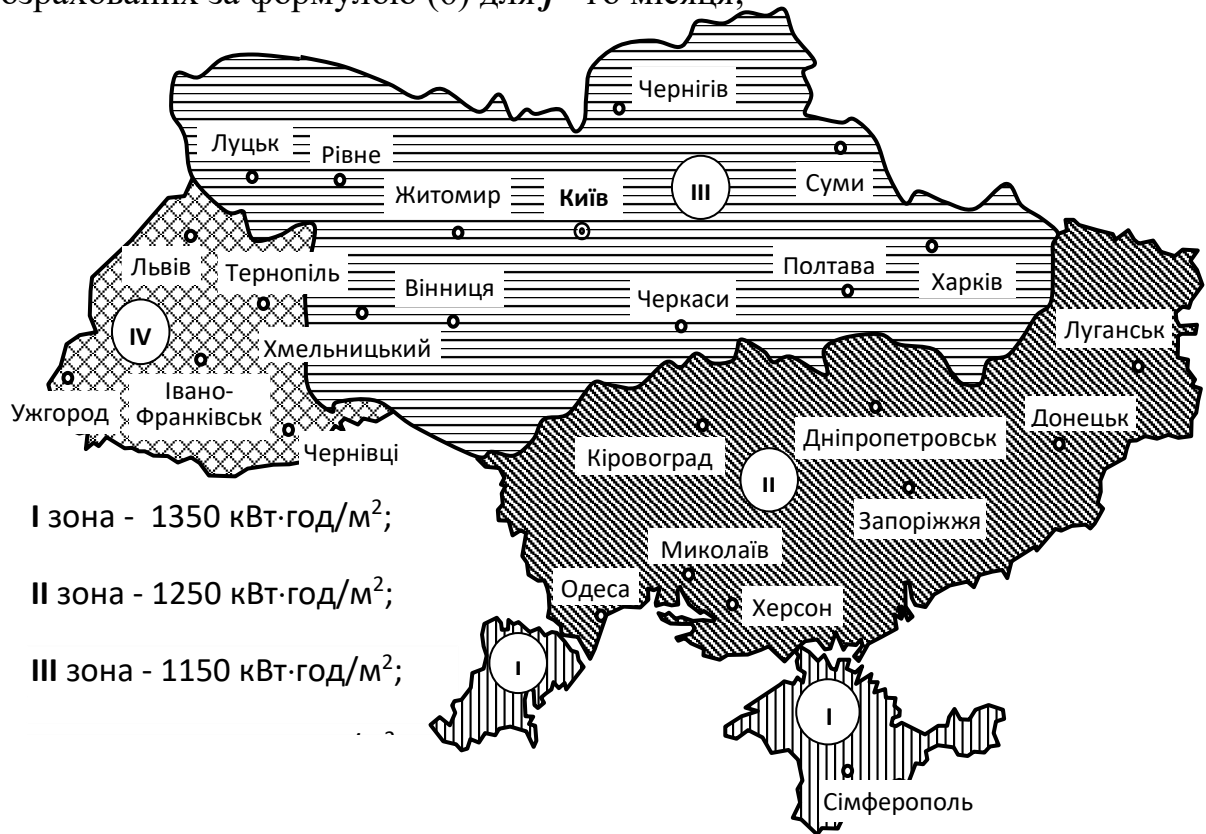 озрахованих за формулою (6) для j - го місяця;
Чернігів
Луцьк
Рівне
Житомир
Київ
III
Суми
Львів
Тернопіль
Вінниця
Полтава
Харків
Черкаси
IV
Хмельницький
Луганськ
Ужгород
Івано-
Франківськ
Чернівці
Дніпропетровськ
Донецьк
Кіровоград
II
Запоріжжя
I зона - 1350 кВт·год/м²;
Миколаїв
II зона - 1250 кВт·год/м²;
Одеса
Херсон
III зона - 1150 кВт·год/м²;
I
I
Сімферополь